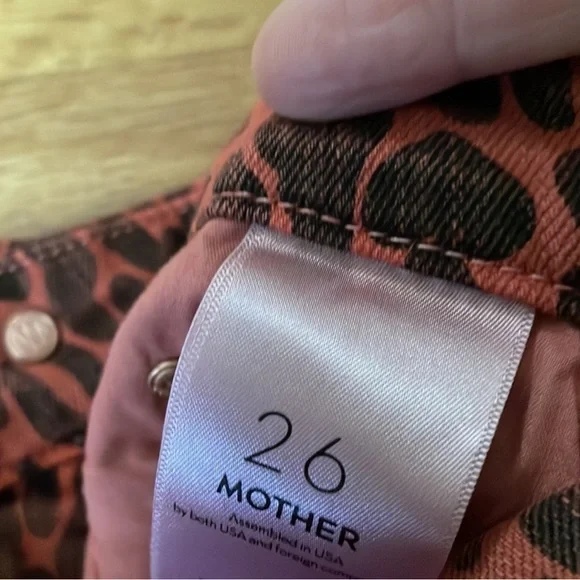 26
MOTHER
Assembled in USA
by both USA and foreign